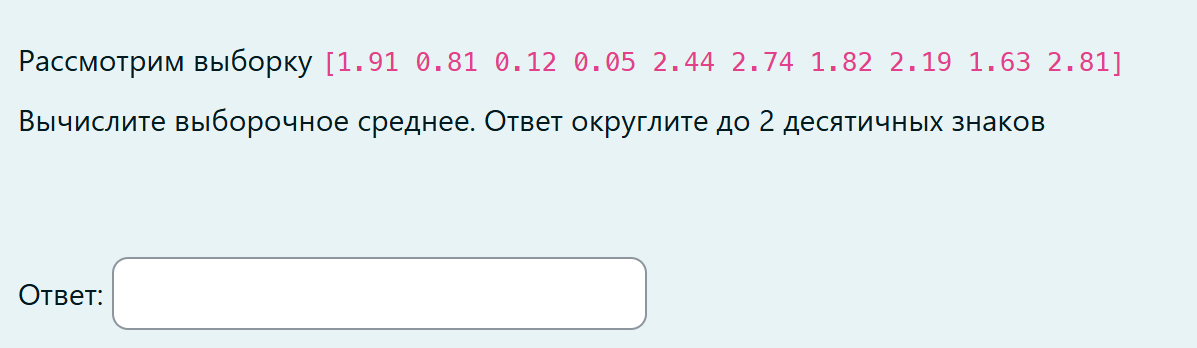 Рассмотрим выборку [1.91 0.81 0.12 0.05 2.44 2.74 1.82 2.19 1.63 2.81]
Вычислите выборочное среднее. Ответ округлите до 2 десятичных знаков
Ответ: